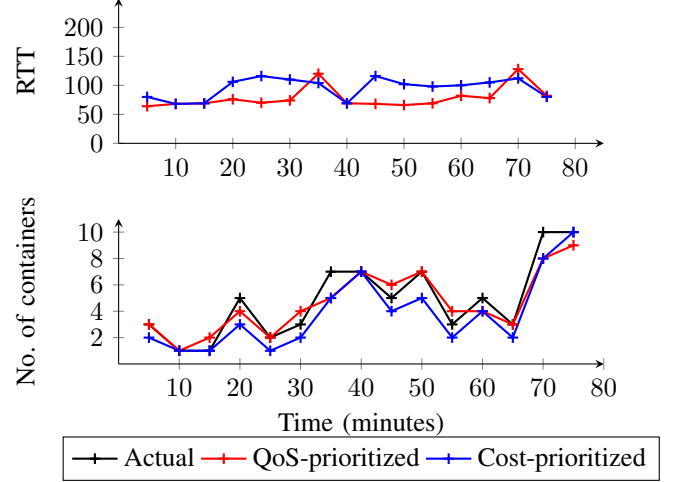 200
150
100
50
0
RTT
10 20 30 40 50 60 70 80
10
8
6
4
2
No. of containers
10 20 30 40 50 60 70 80
Time (minutes)
Actual QoS-prioritized Cost-prioritized